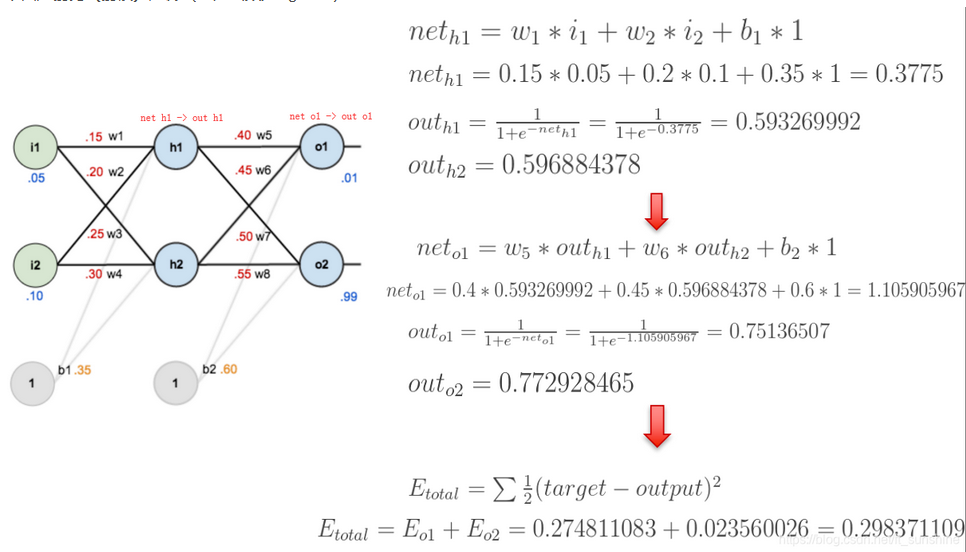 net_{h1} = w_1 * i_1 + w_2 * i_2 + b_1 * 1
net_{h1} = 0.15 * 0.05 + 0.2 * 0.1 + 0.35 * 1 = 0.3775
out_{h1} = \frac{1}{1+e^{-net_{h1}}} = \frac{1}{1+e^{-0.3775}} = 0.593269992
out_{h2} = 0.596884378
net_{o1} = w_5 * out_{h1} + w_6 * out_{h2} + b_2 * 1
net_{o1} = 0.4 * 0.593269992 + 0.45 * 0.596884378 + 0.6 * 1 = 1.105905967
out_{o1} = \frac{1}{1+e^{-net_{o1}}} = \frac{1}{1+e^{-1.105905967}} = 0.75136507
out_{o2} = 0.772928465
E_{total} = \sum \frac{1}{2}(target - output)^2
E_{total} = E_{o1} + E_{o2} = 0.274811083 + 0.023560026 = 0.298371109
net h1 -> out h1
net o1 -> out o1
i1
.15 w1
h1
.40 w5
o1
.05
.20 w2
.45 w6
.01
.25 w3
.50 w7
i2
.30 w4
h2
.55 w8
o2
.10
.99
b1 .35
b2 .60
1
1